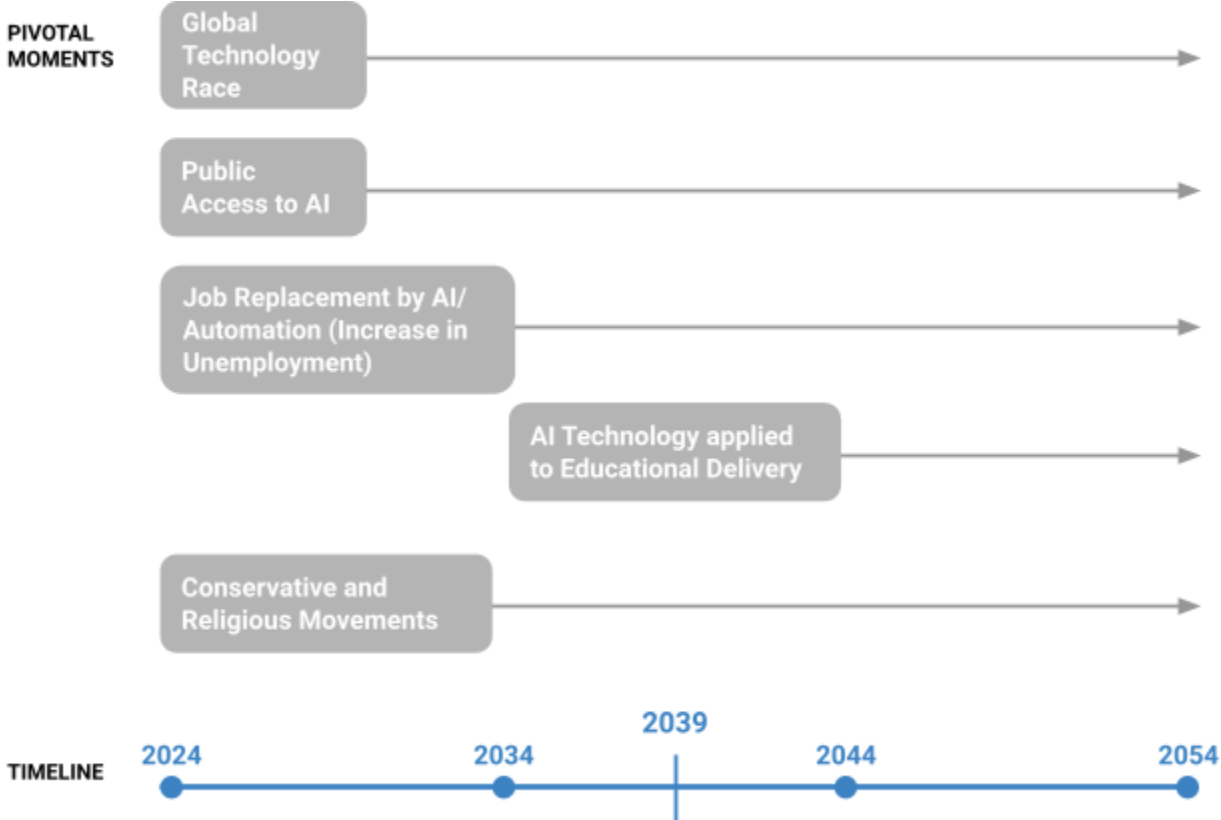 PIVOTAL
MOMENTS
Global
Technology
Race
Public
Access to AI
Job Replacement by AI/
Automation (Increase in
Unemployment)
AI Technology applied
to Educational Delivery
Conservative and
Religious Movements
TIMELINE
2024
2034
2039
2044
2054